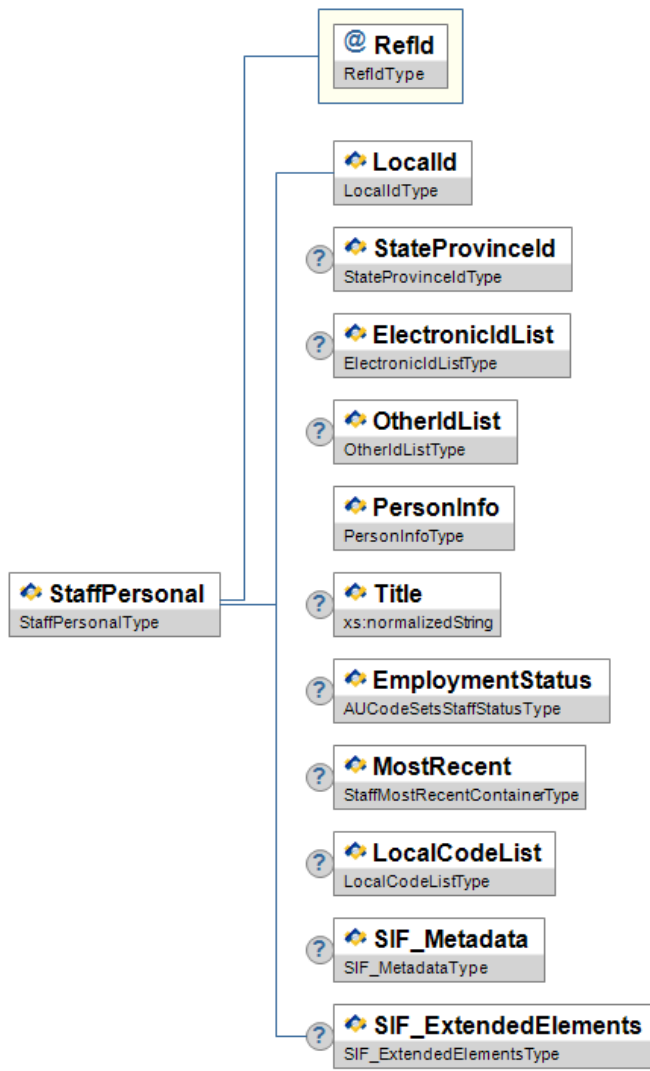 @ RefId
RefIdType
LocalId
LocalIdType
? StateProvinceId
StateProvinceIdType
? ElectronicIdList
ElectronicIdListType
? OtherIdList
OtherIdListType
PersonInfo
PersonInfoType
StaffPersonal
StaffPersonalType
? Title
xs:normalizedString
? EmploymentStatus
AUCodeSetsStaffStatusType
? MostRecent
StaffMostRecentContainerType
? LocalCodeList
LocalCodeListType
? SIF_Metadata
SIF_MetadataType
? SIF_ExtendedElements
SIF_ExtendedElementsType